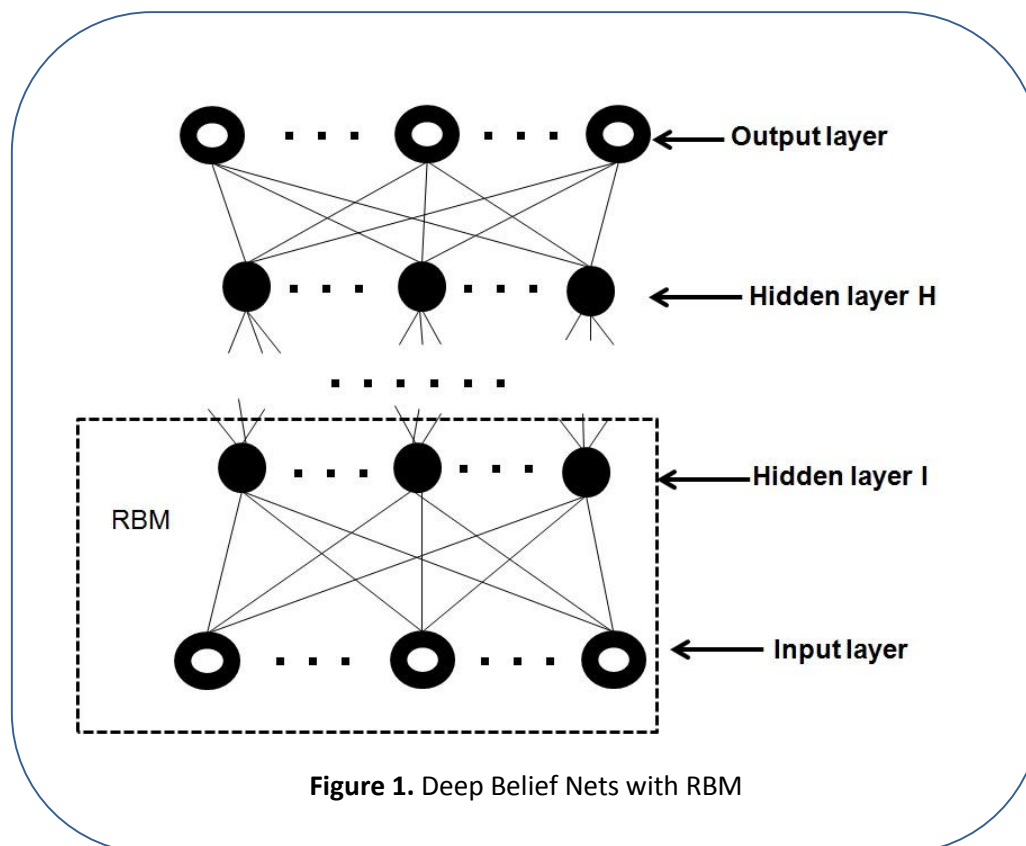 Output layer
Hidden layer H
Hidden layer I
RBM
Input layer
Figure 1. Deep Belief Nets with RBM